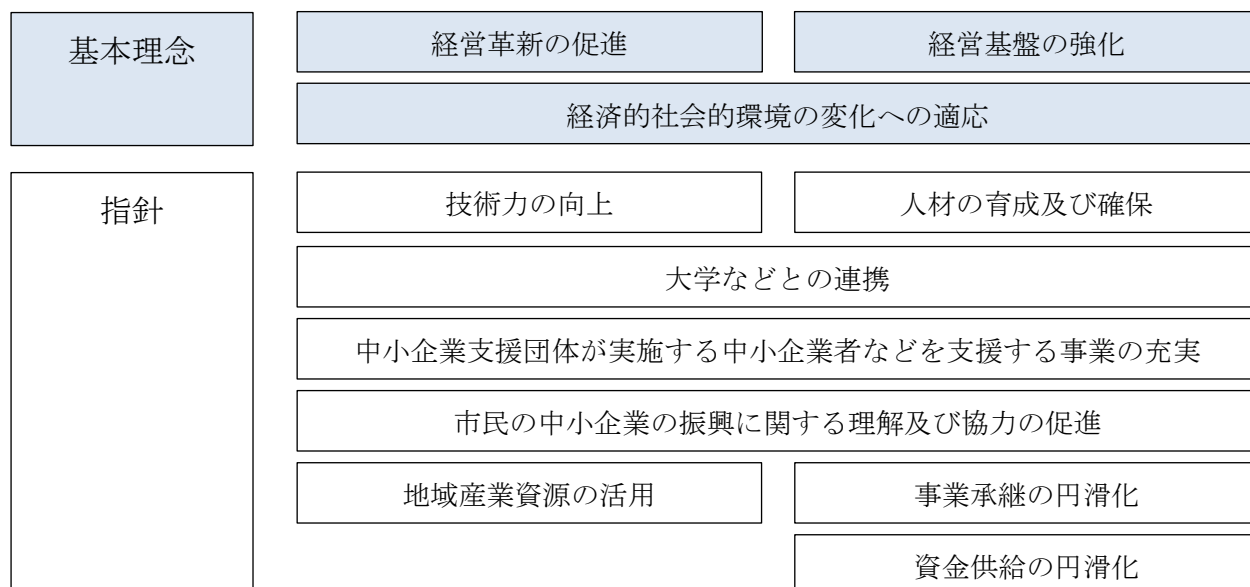 基本理念
経営革新の促進
経営基盤の強化
経済的社会的環境の変化への適応
指針
技術力の向上
人材の育成及び確保
大学などとの連携
中小企業支援団体が実施する中小企業者などを支援する事業の充実
市民の中小企業の振興に関する理解及び協力の促進
地域産業資源の活用
事業承継の円滑化
資金供給の円滑化